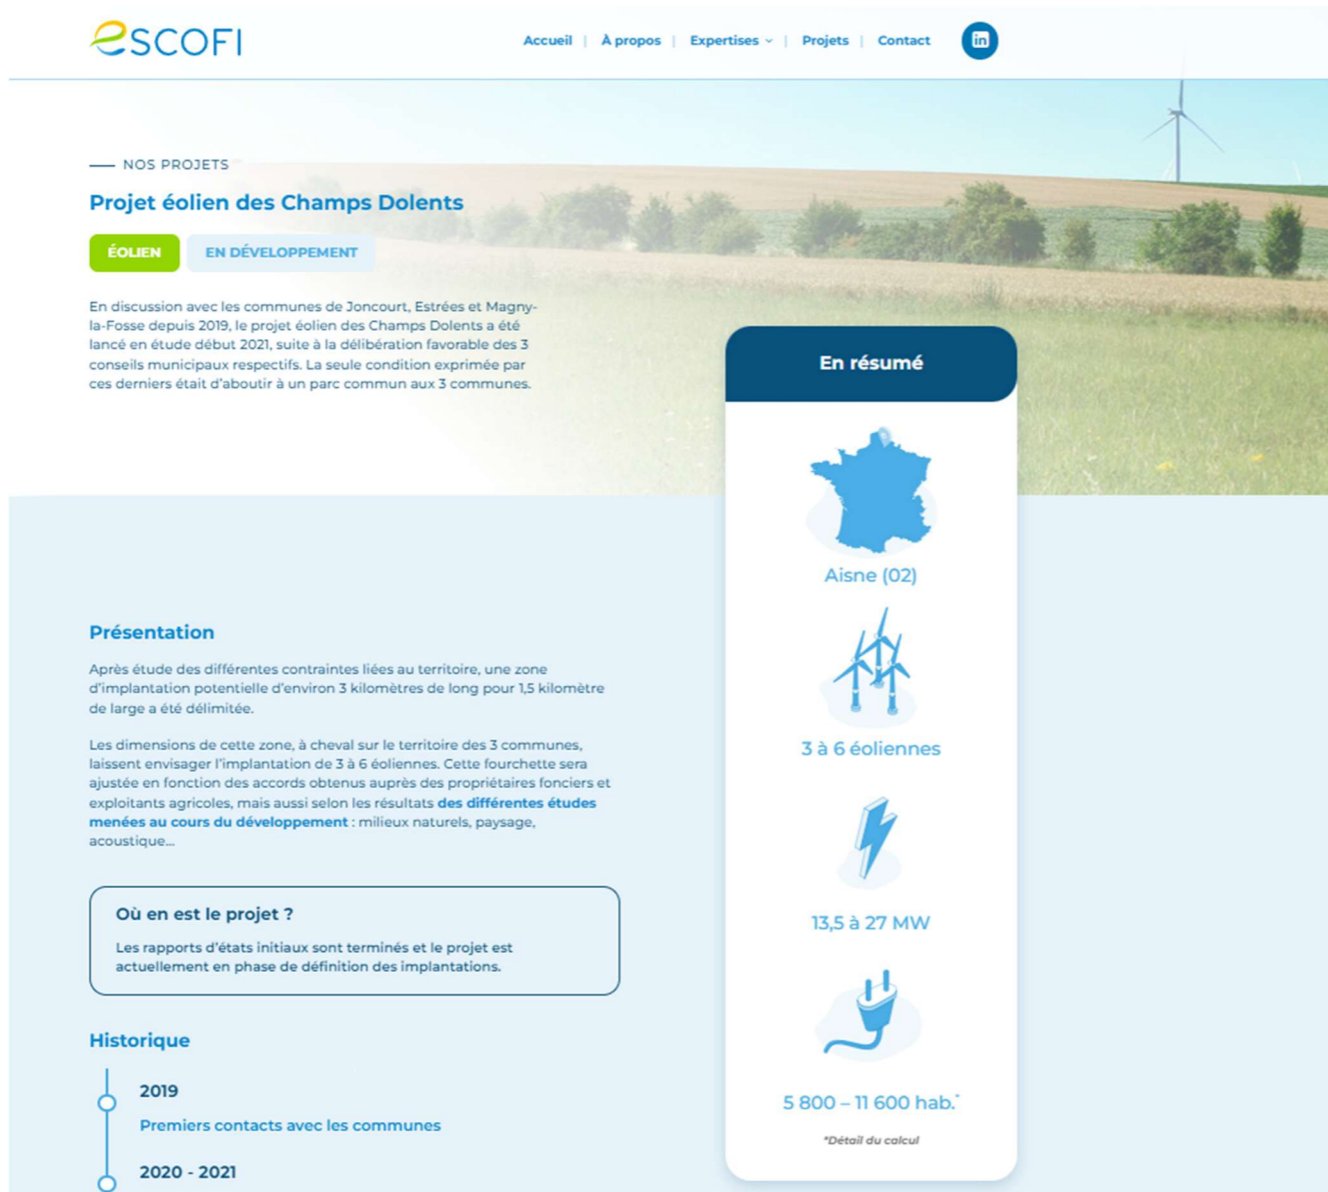 eSCOFI
Accueil | À propos | Expertises | Projets | Contact
in
NOS PROJETS
Projet éolien des Champs Dolents
ÉOLIEN
EN DÉVELOPPEMENT
En discussion avec les communes de Joncourt, Estrées et Magny-
la-Fosse depuis 2019, le projet éolien des Champs Dolents a été
lancé en étude début 2021, suite à la délibération favorable des 3
conseils municipaux respectifs. La seule condition exprimée par
ces derniers était d'aboutir à un parc commun aux 3 communes.
Présentation
Après étude des différentes contraintes liées au territoire, une zone
d'implantation potentielle d'environ 3 kilomètres de long pour 1,5 kilomètre
de large a été délimitée.
Les dimensions de cette zone, à cheval sur le territoire des 3 communes,
laissent envisager l'implantation de 3 à 6 éoliennes. Cette fourchette sera
ajustée en fonction des accords obtenus auprès des propriétaires fonciers et
exploitants agricoles, mais aussi selon les résultats des différentes études
menées au cours du développement : milieux naturels, paysage,
acoustique...
Où en est le projet ?
Les rapports d'états initiaux sont terminés et le projet est
actuellement en phase de définition des implantations.
Historique
2019
Premiers contacts avec les communes
2020 - 2021
En résumé
Aisne (02)
3 à 6 éoliennes
13,5 à 27 MW
5 800 – 11 600 hab.*
*Détail du calcul